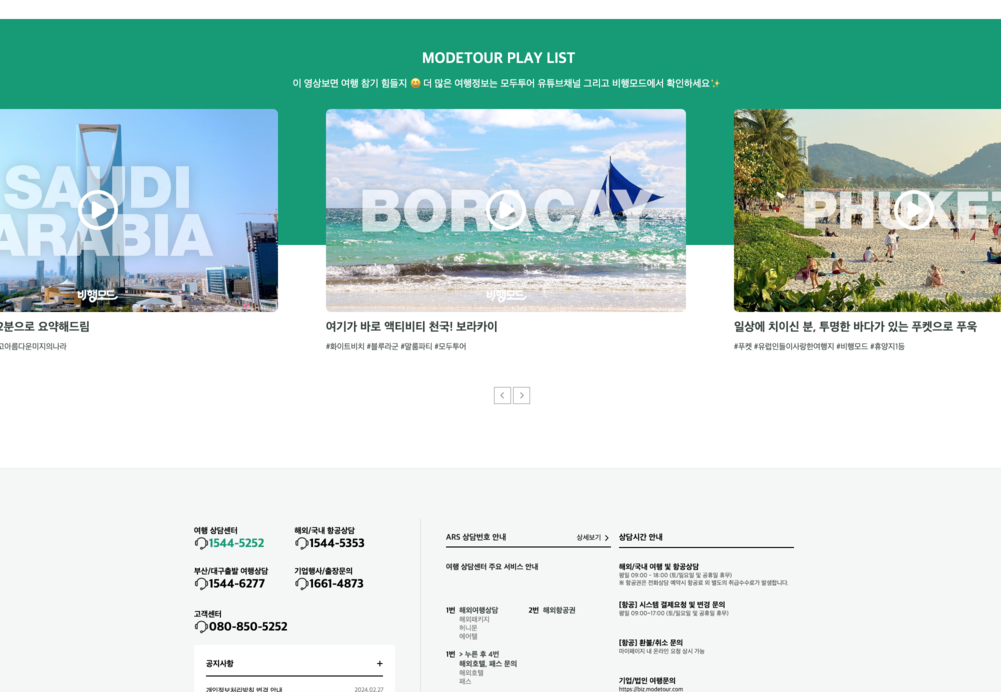 MODETOUR PLAY LIST
이 영상보면 여행 참기 힘들지 😄 더 많은 여행정보는 모두투어 유튜브채널 그리고 비행모드에서 확인하세요✨
SAUDI
ARABIA
비행모드
BORACAY
비행모드
PHUKET
2분으로 요약해드림
고아름다운미지의나라
여기가 바로 액티비티 천국! 보라카이
#화이트비치 #블루라군 #말룸파티 #모두투어
일상에 치이신 분, 투명한 바다가 있는 푸켓으로 푸욱
#푸켓 #유럽인들이사랑한여행지 #비행모드 #휴양지1등
여행 상담센터
1544-5252
해외/국내 항공상담
1544-5353
부산/대구출발 여행상담
1544-6277
기업행사/출장문의
1661-4873
고객센터
080-850-5252
공지사항 +
개인정보처리방침 변경 안내 2024.02.27
ARS 상담번호 안내 상세보기 >
여행 상담센터 주요 서비스 안내
1번 해외여행상담
해외패키지
허니문
에어텔
2번 해외항공권
1번 > 누른 후 4번
해외호텔, 패스 문의
해외호텔
패스
상담시간 안내
해외/국내 여행 및 항공상담
평일 09:00 - 18:00 (토/일요일 및 공휴일 휴무)
※ 항공권은 전화상담 예약시 항공료 외 별도의 취급수수료가 발생합니다.
[항공] 시스템 결제요청 및 변경 문의
평일 09:00~17:00 (토/일요일 및 공휴일 휴무)
[항공] 환불/취소 문의
마이페이지 내 온라인 요청 상시 가능
기업/법인 여행문의
https://biz.modetour.com